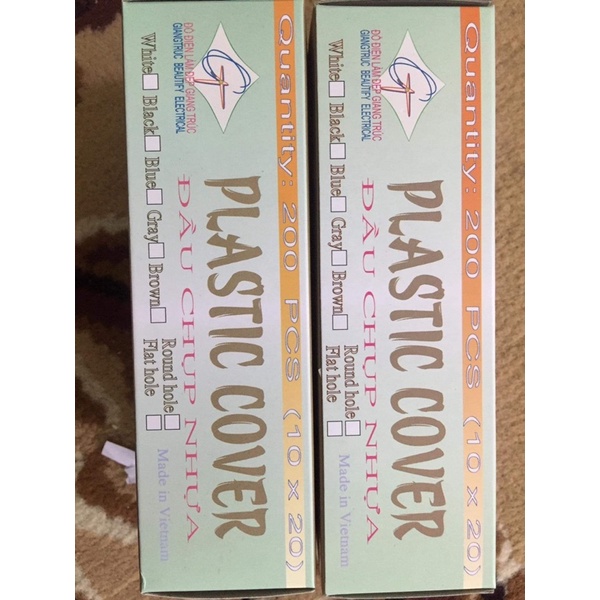 Quantity: 200 PCS (10 x 20)
ĐỒ ĐIỆN LÀM ĐẸP GIANG TRÚC
GIANGTRUC BEAUTIFY ELECTRICAL
PLASTIC COVER
ĐẦU CHỤP NHỰA
White Black Blue Gray Brown
Round hole
Flat hole
Made in Vietnam
Quantity: 200 PCS (10 x 20)
ĐỒ ĐIỆN LÀM ĐẸP GIANG TRÚC
GIANGTRUC BEAUTIFY ELECTRICAL
PLASTIC COVER
ĐẦU CHỤP NHỰA
White Black Blue Gray Brown
Round hole
Flat hole
Made in Vietnam